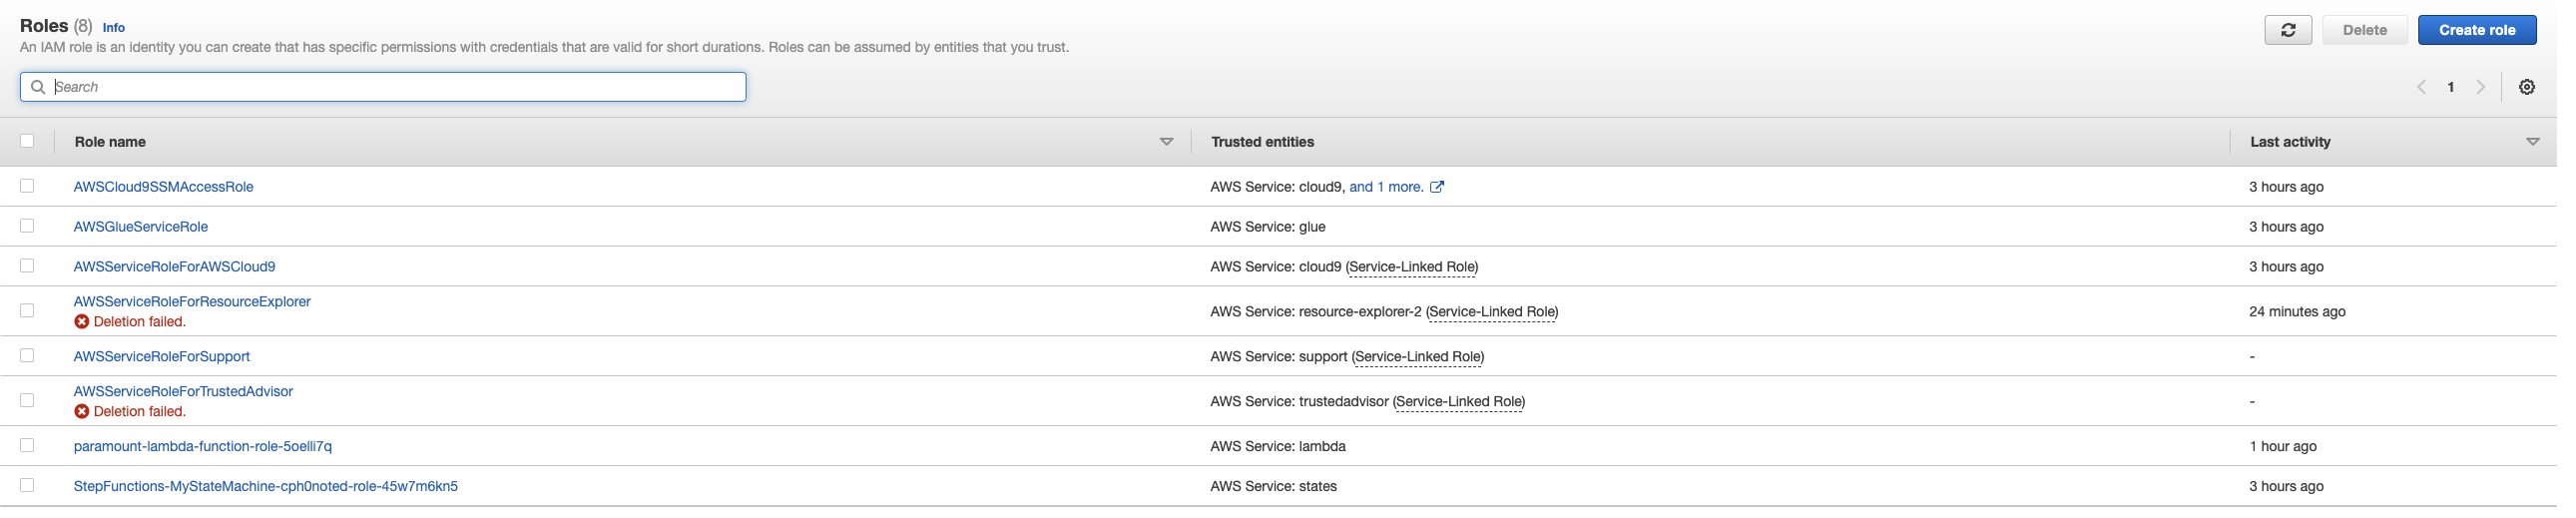 Roles (8) Info
An IAM role is an identity you can create that has specific permissions with credentials that are valid for short durations. Roles can be assumed by entities that you trust.
Delete
Create role
Search
1
Role name Trusted entities Last activity
AWSCloud9SSMAccessRole AWS Service: cloud9, and 1 more. 3 hours ago
AWSGlueServiceRole AWS Service: glue 3 hours ago
AWSServiceRoleForAWSCloud9 AWS Service: cloud9 (Service-Linked Role) 3 hours ago
AWSServiceRoleForResourceExplorer
Deletion failed.
AWS Service: resource-explorer-2 (Service-Linked Role) 24 minutes ago
AWSServiceRoleForSupport AWS Service: support (Service-Linked Role) -
AWSServiceRoleForTrustedAdvisor
Deletion failed.
AWS Service: trustedadvisor (Service-Linked Role) -
paramount-lambda-function-role-5oelli7q AWS Service: lambda 1 hour ago
StepFunctions-MyStateMachine-cph0noted-role-45w7m6kn5 AWS Service: states 3 hours ago